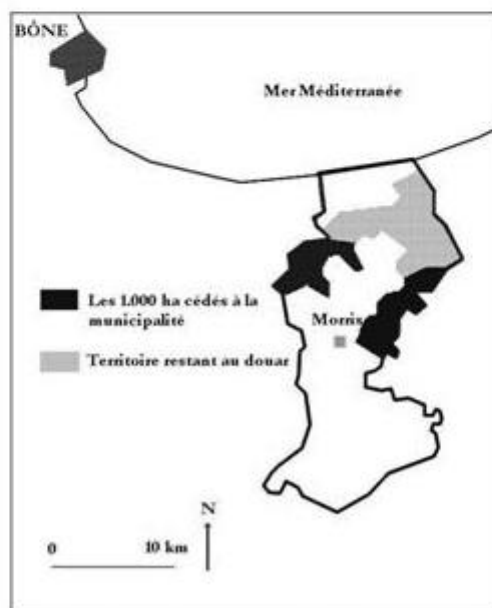 BÔNE
Mer Méditerranée
Les 1.000 ha cédés à la
municipalité
Morris
Territoire restant au douar
N
0 10 km